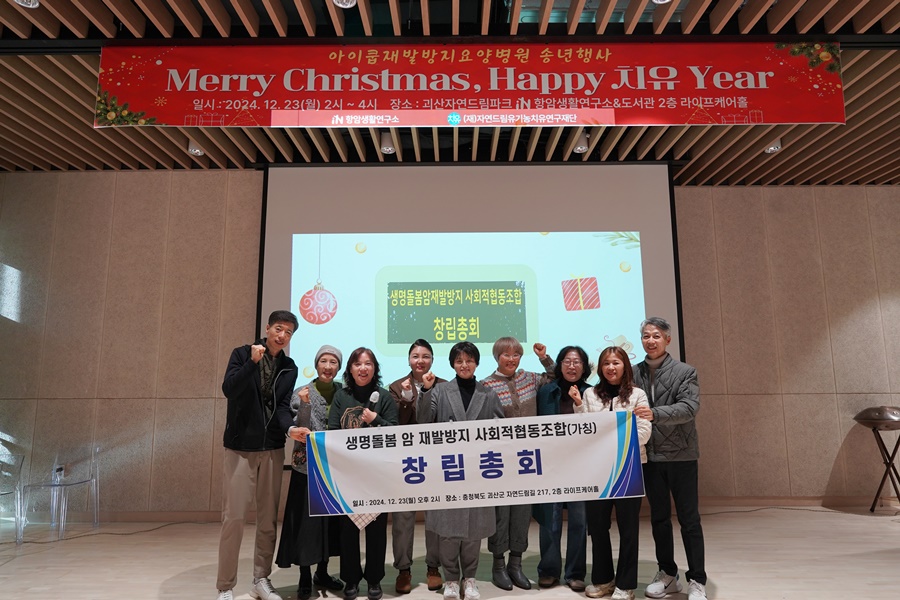 아이쿱재발방지요양병원 송년행사
Merry Christmas, Happy 치유 Year
일시 : 2024. 12. 23(월) 2시 ~ 4시 장소 : 괴산자연드림파크 iN 항암생활연구소&도서관 2층 라이프케어홀
iN 항암생활연구소 치유 (재)자연드림유기농치유연구재단
생명돌봄암재발방지 사회적협동조합
창립총회
생명돌봄 암 재발방지 사회적협동조합(가칭)
창립총회
일시 : 2024. 12. 23(월) 오후 2시 장소 : 충청북도 괴산군 자연드림길 217, 2층 라이프케어홀